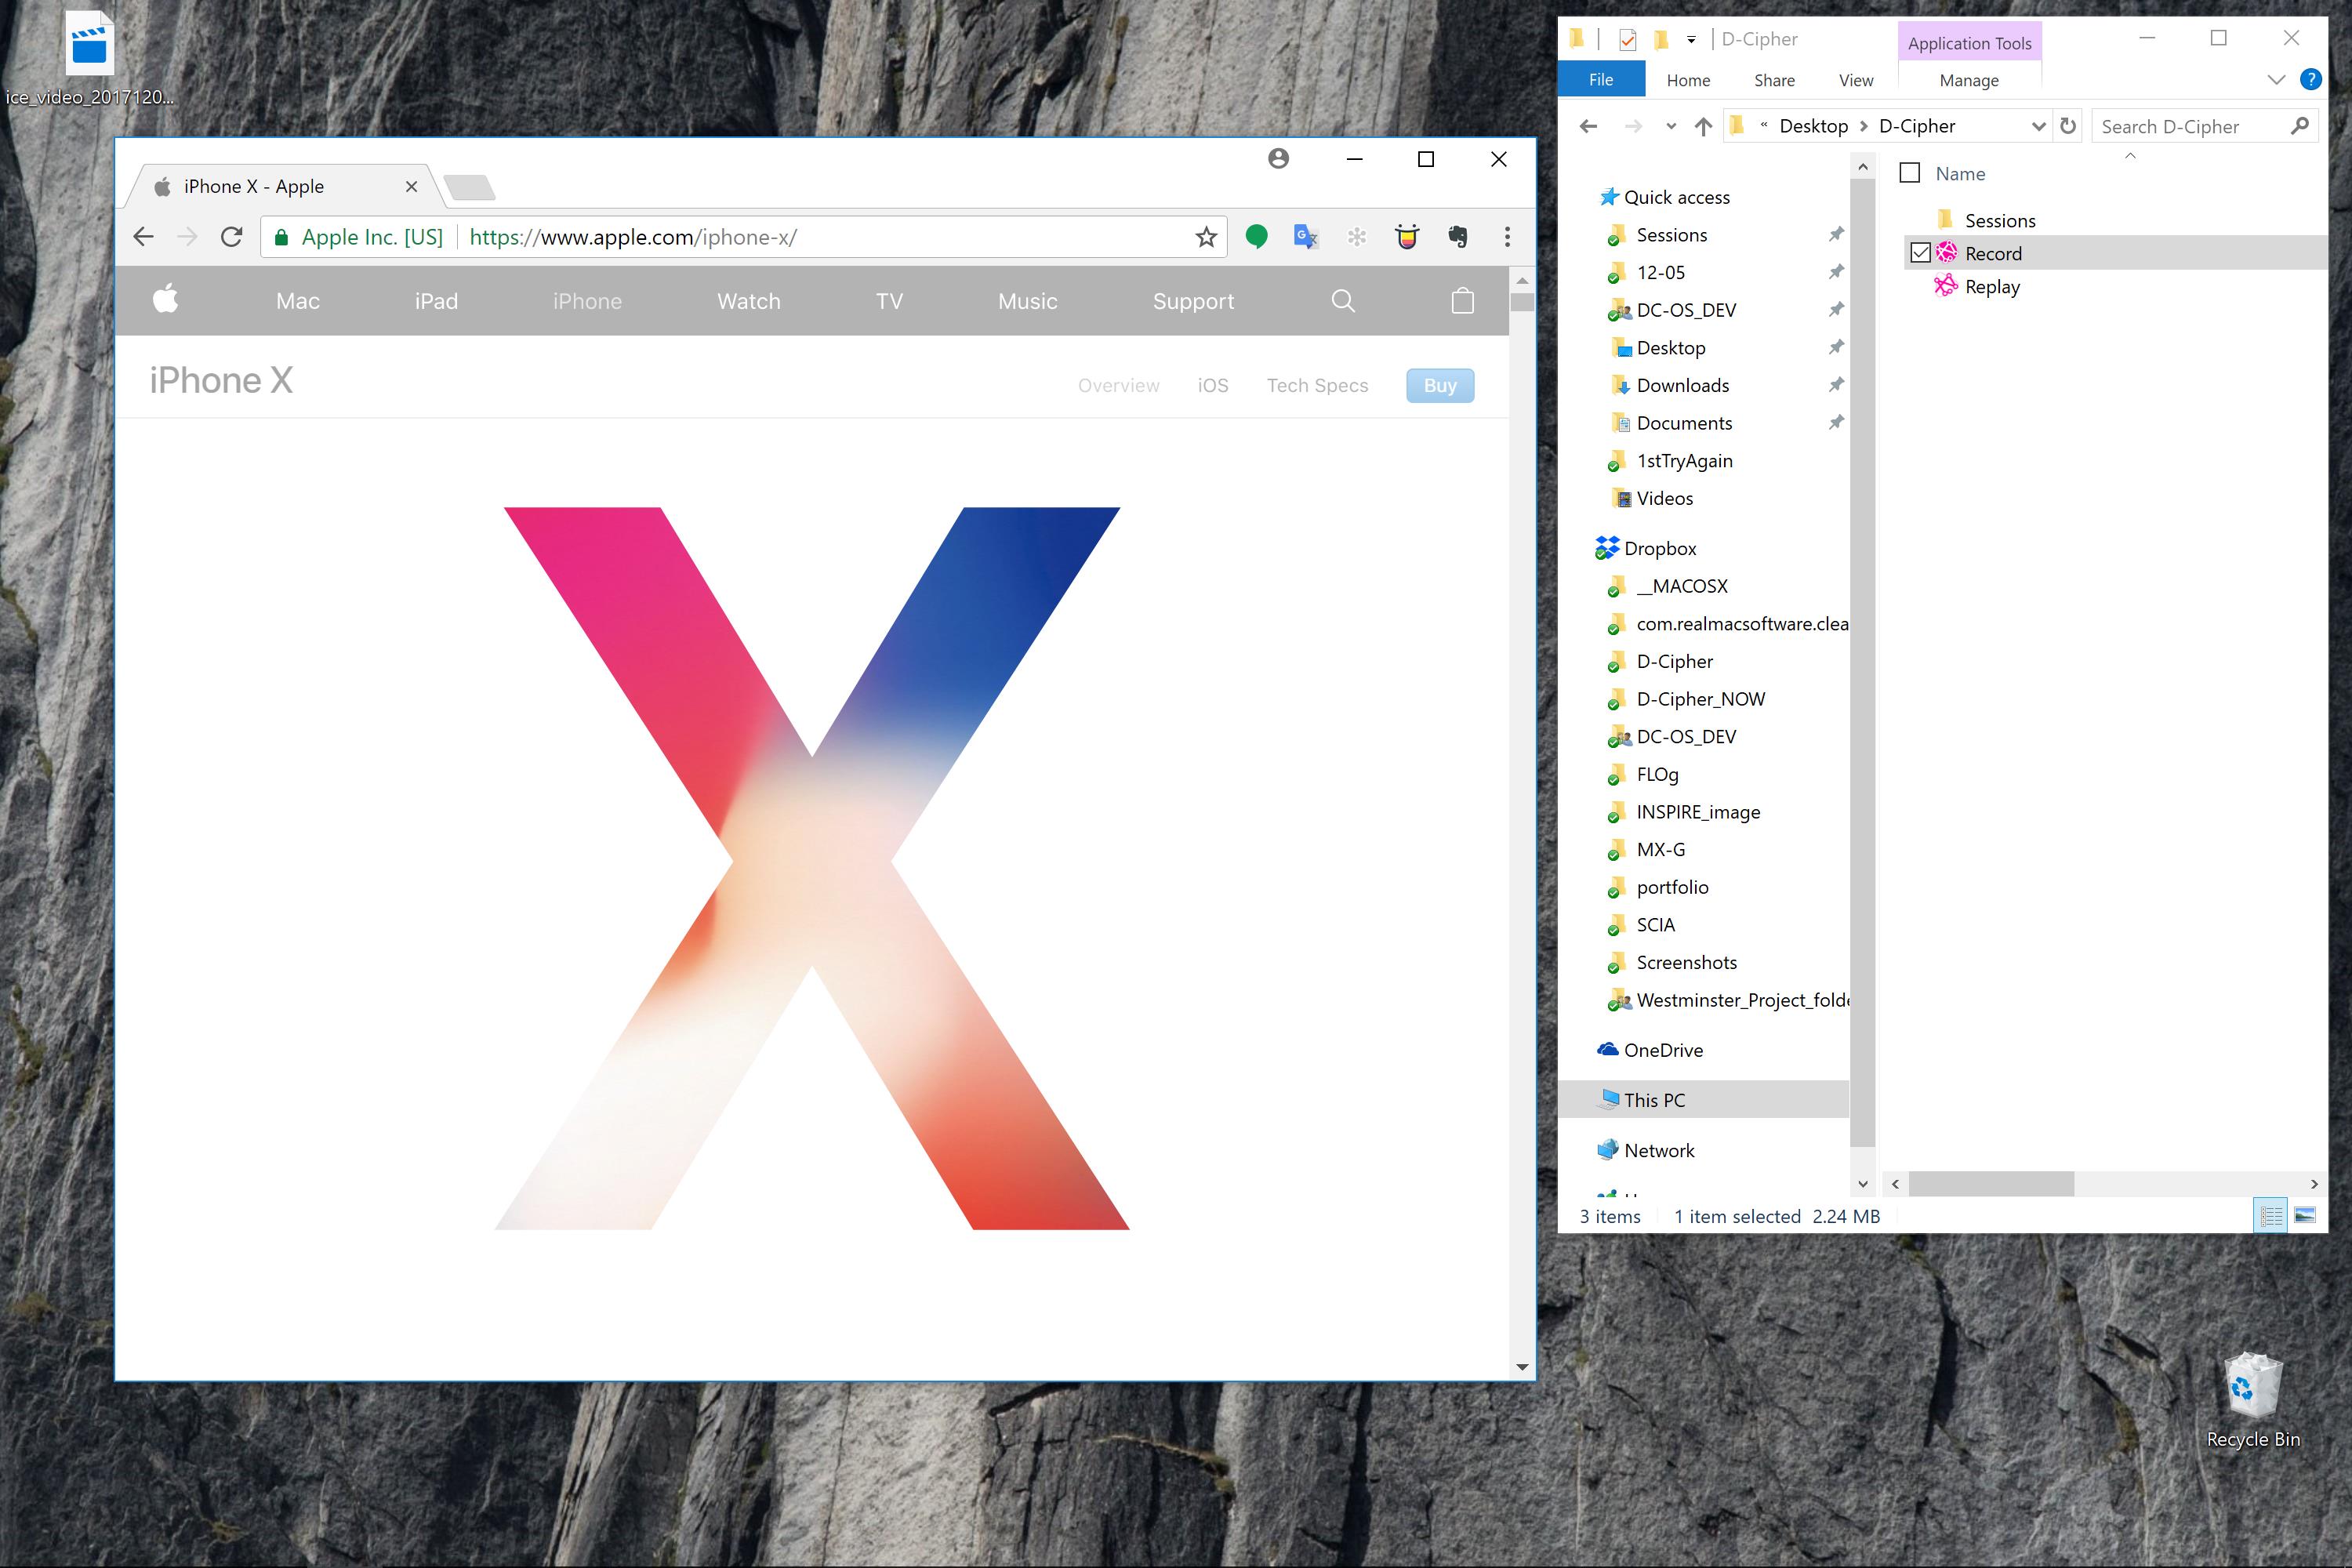 ice_video_2017120...
iPhone X - Apple
Apple Inc. [US] https://www.apple.com/iphone-x/
Mac iPad iPhone Watch TV Music Support
iPhone X
Overview iOS Tech Specs Buy
X
D-Cipher
Application Tools
File Home Share View Manage
« Desktop > D-Cipher
Search D-Cipher
Quick access
Sessions
12-05
DC-OS_DEV
Desktop
Downloads
Documents
1stTryAgain
Videos
Dropbox
__MACOSX
com.realmacsoftware.clea
D-Cipher
D-Cipher_NOW
DC-OS_DEV
FLOg
INSPIRE_image
MX-G
portfolio
SCIA
Screenshots
Westminster_Project_folde
OneDrive
This PC
Network
Name
Sessions
Record
Replay
3 items 1 item selected 2.24 MB
Recycle Bin